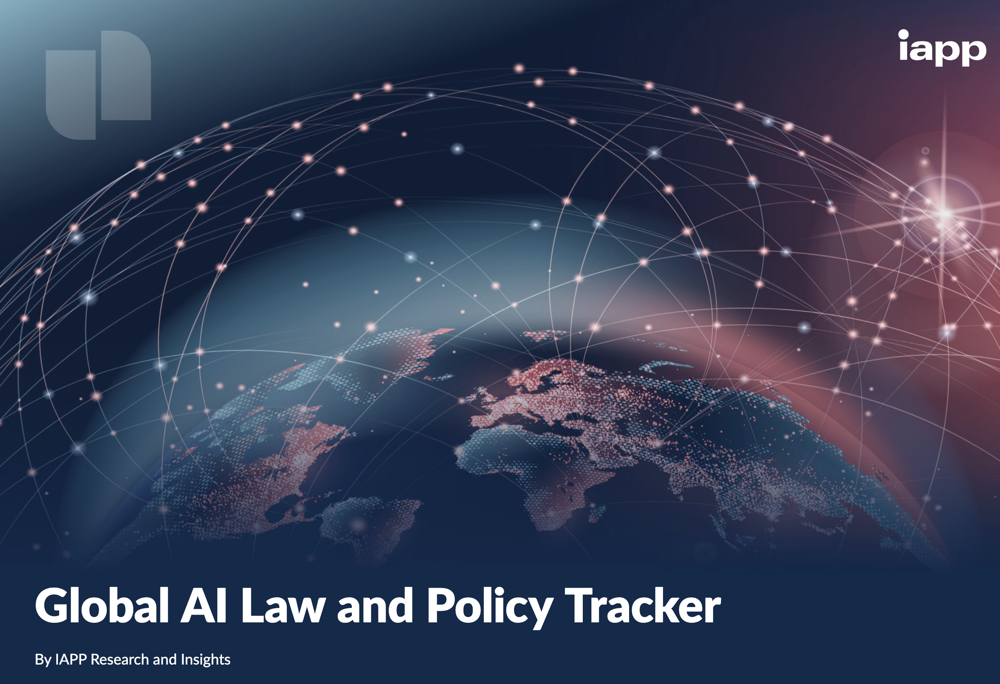 iapp
Global AI Law and Policy Tracker
By IAPP Research and Insights